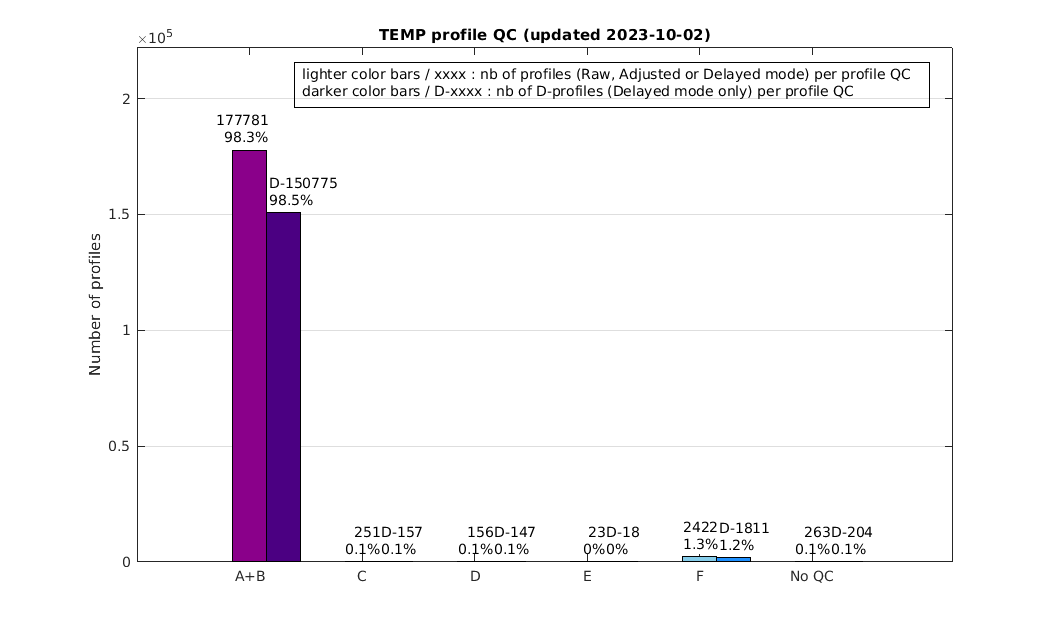 TEMP profile QC (updated 2023-10-02)
×10⁵
lighter color bars / xxxx : nb of profiles (Raw, Adjusted or Delayed mode) per profile QC
darker color bars / D-xxxx : nb of D-profiles (Delayed mode only) per profile QC
2
1.5
1
0.5
0
Number of profiles
177781
98.3%
D-150775
98.5%
251D-157
0.1%0.1%
156D-147
0.1%0.1%
23D-18
0%0%
2422D-1811
1.3%1.2%
263D-204
0.1%0.1%
A+B C D E F No QC